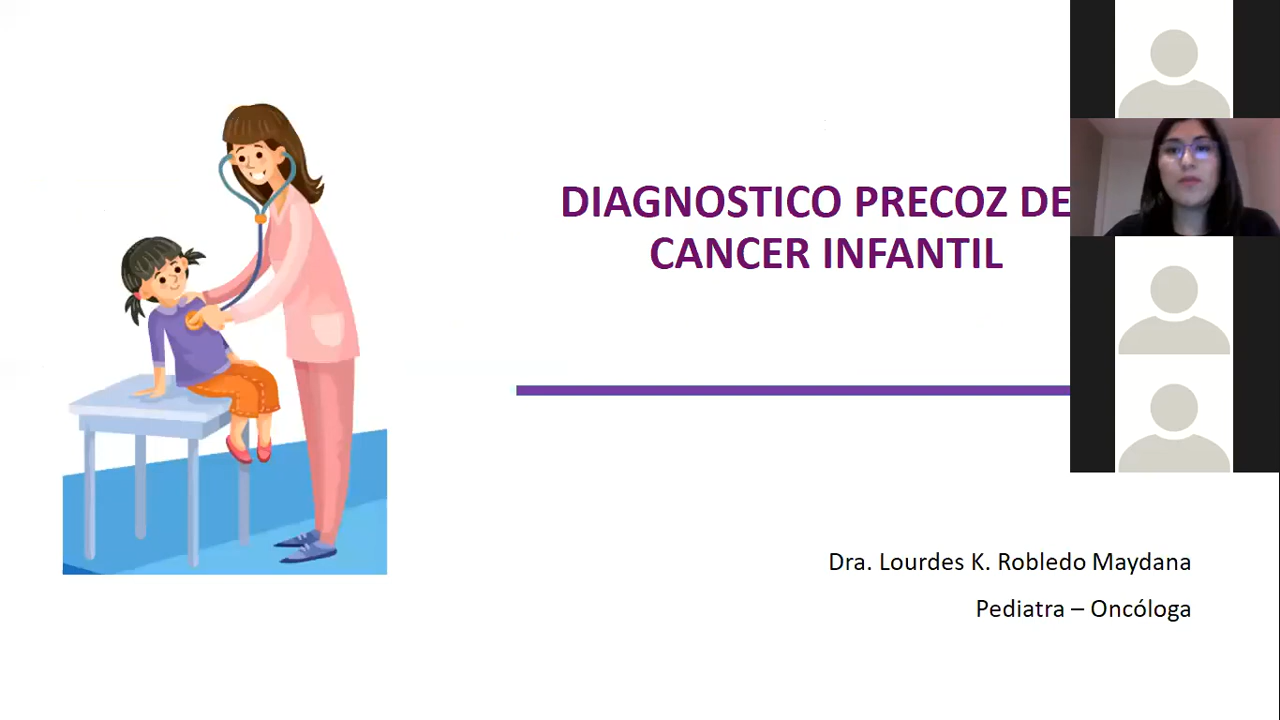 DIAGNOSTICO PRECOZ DE
CANCER INFANTIL
Dra. Lourdes K. Robledo Maydana
Pediatra – Oncóloga